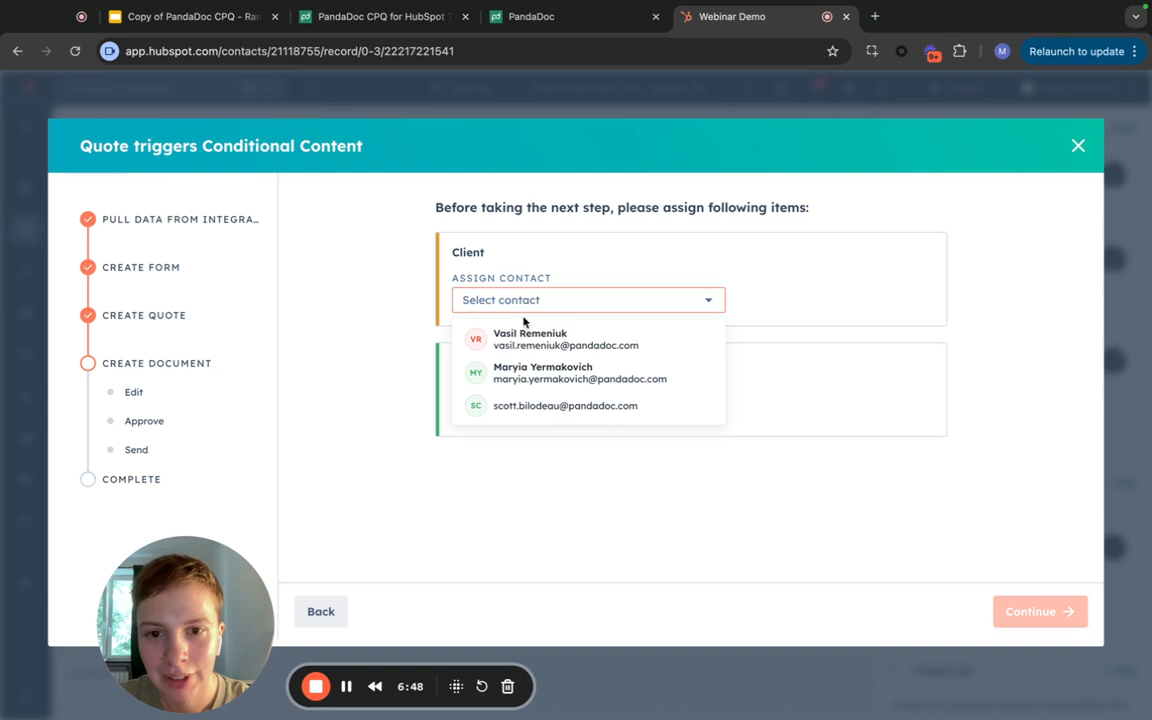 Copy of PandaDoc CPQ - Ran
PandaDoc CPQ for HubSpot T
PandaDoc
Webinar Demo
app.hubspot.com/contacts/21118755/record/0-3/22217221541
9+
M
Relaunch to update
Quote triggers Conditional Content
PULL DATA FROM INTEGRA...
CREATE FORM
CREATE QUOTE
CREATE DOCUMENT
Edit
Approve
Send
COMPLETE
Before taking the next step, please assign following items:
Client
ASSIGN CONTACT
Select contact
VR
Vasil Remeniuk
vasil.remeniuk@pandadoc.com
MY
Maryia Yermakovich
maryia.yermakovich@pandadoc.com
SC
scott.bilodeau@pandadoc.com
Back
Continue
6:48